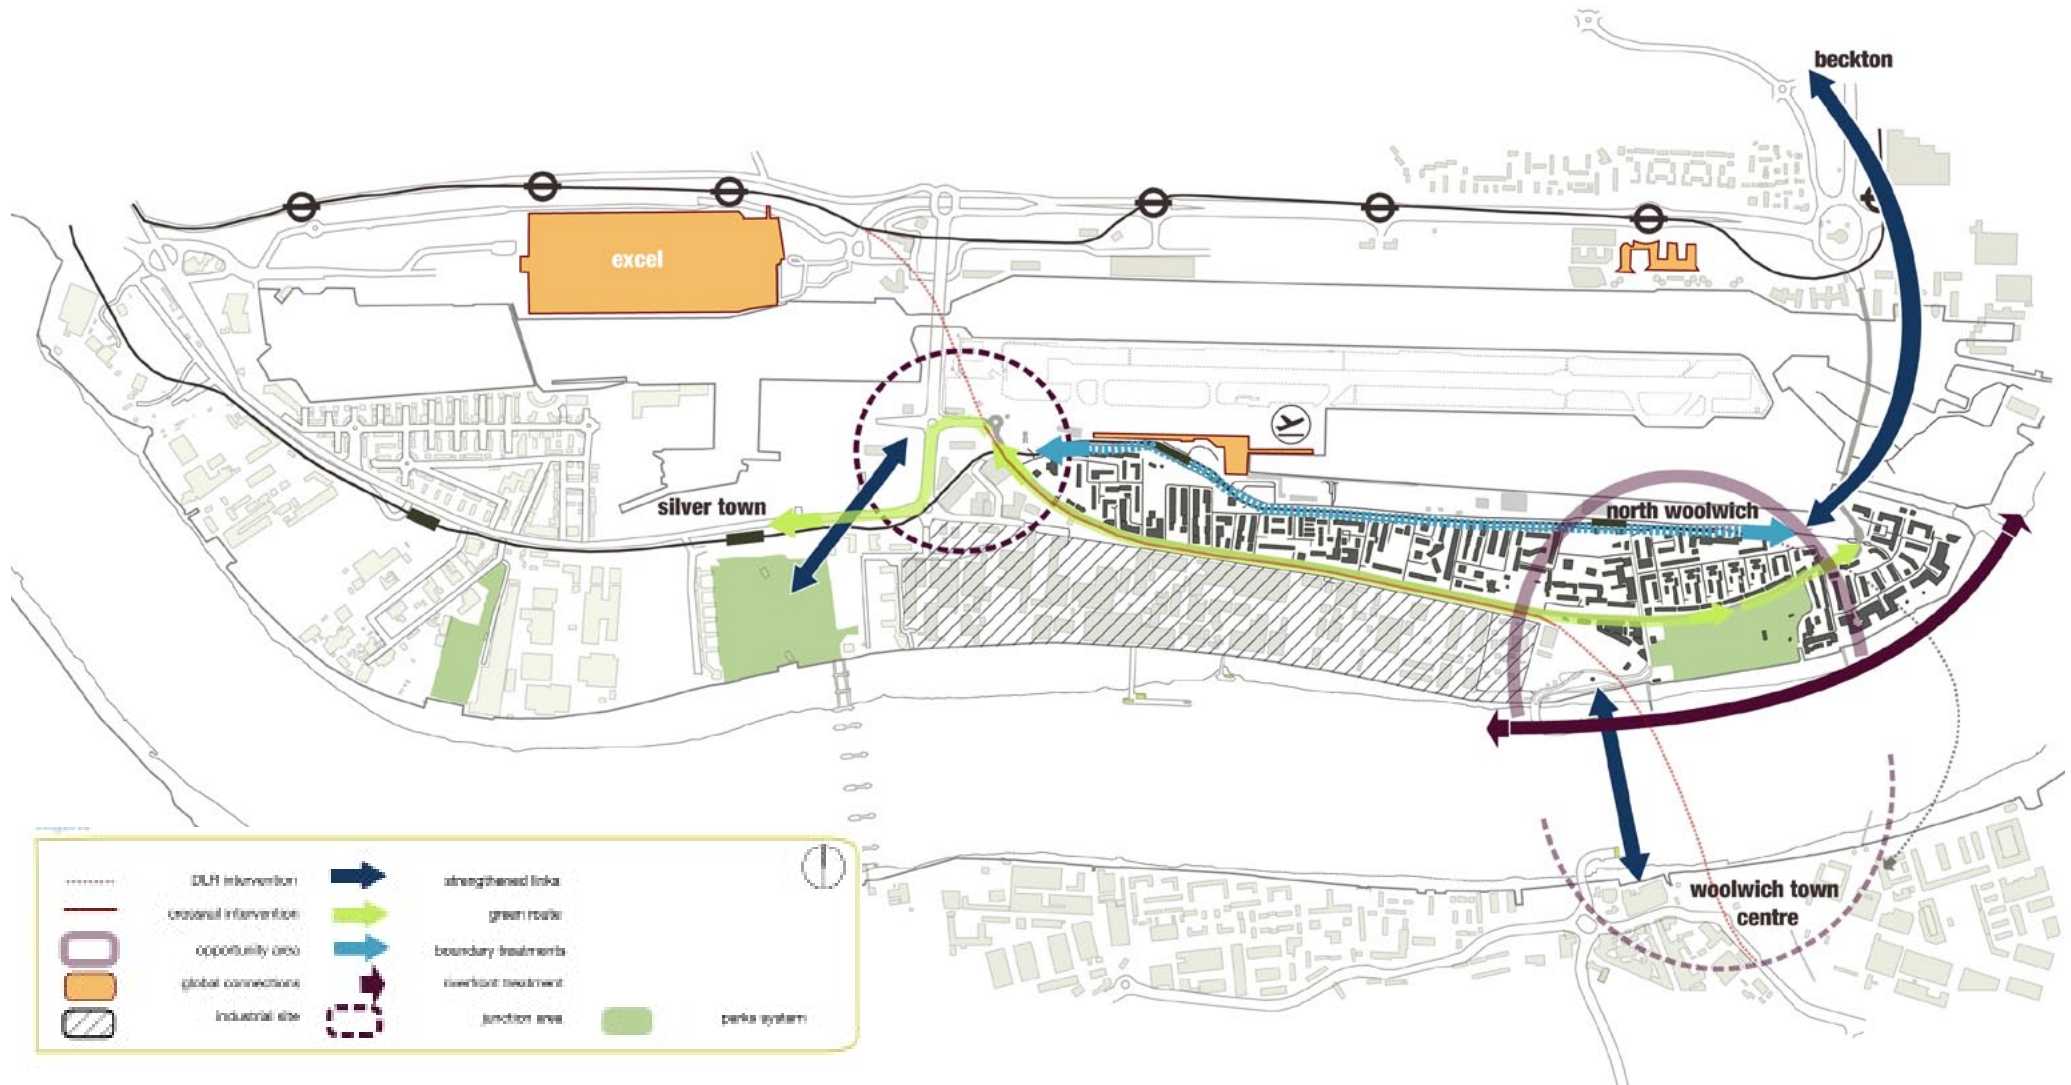 beckton
excel
silver town
north woolwich
woolwich town
centre
DLR intervention
strengthened links
crossrail intervention
green route
opportunity area
boundary treatments
global connections
riverfront treatment
industrial site
junction area
parks system